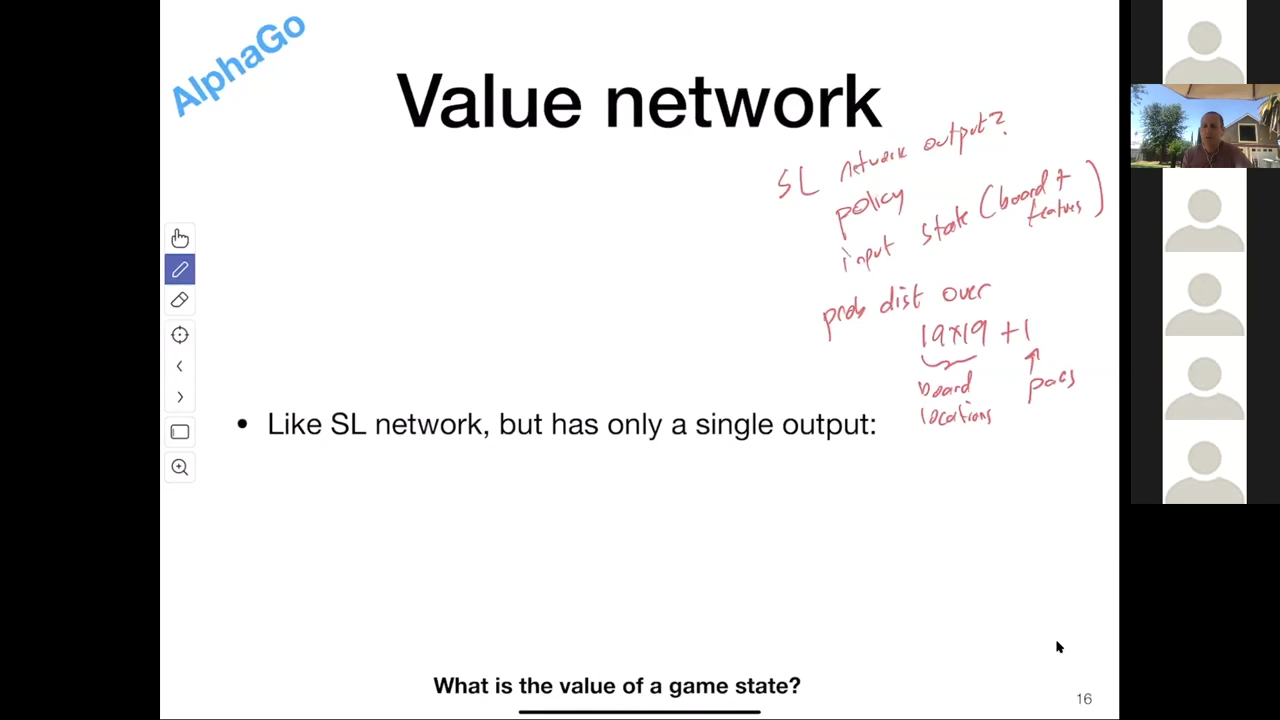 AlphaGo
Value network
SL network output?
policy
input state (board +
features)
prob dist over
19x19 + 1
board
locations
pass
• Like SL network, but has only a single output:
What is the value of a game state?
16